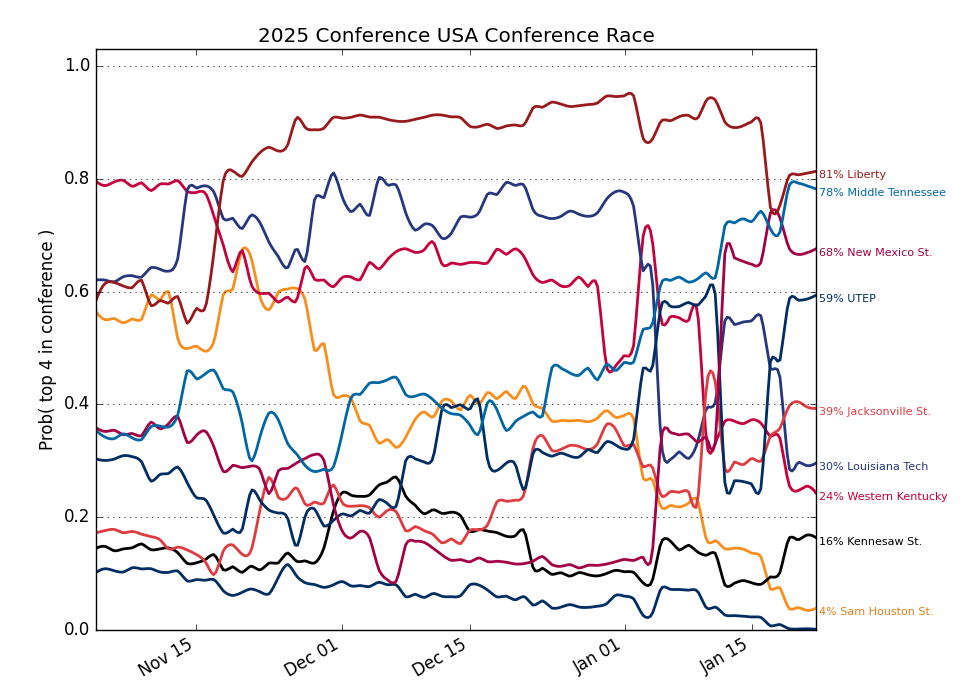 2025 Conference USA Conference Race
Prob( top 4 in conference )
1.0
0.8
0.6
0.4
0.2
0.0
Nov 15
Dec 01
Dec 15
Jan 01
Jan 15
81% Liberty
78% Middle Tennessee
68% New Mexico St.
59% UTEP
39% Jacksonville St.
30% Louisiana Tech
24% Western Kentucky
16% Kennesaw St.
4% Sam Houston St.